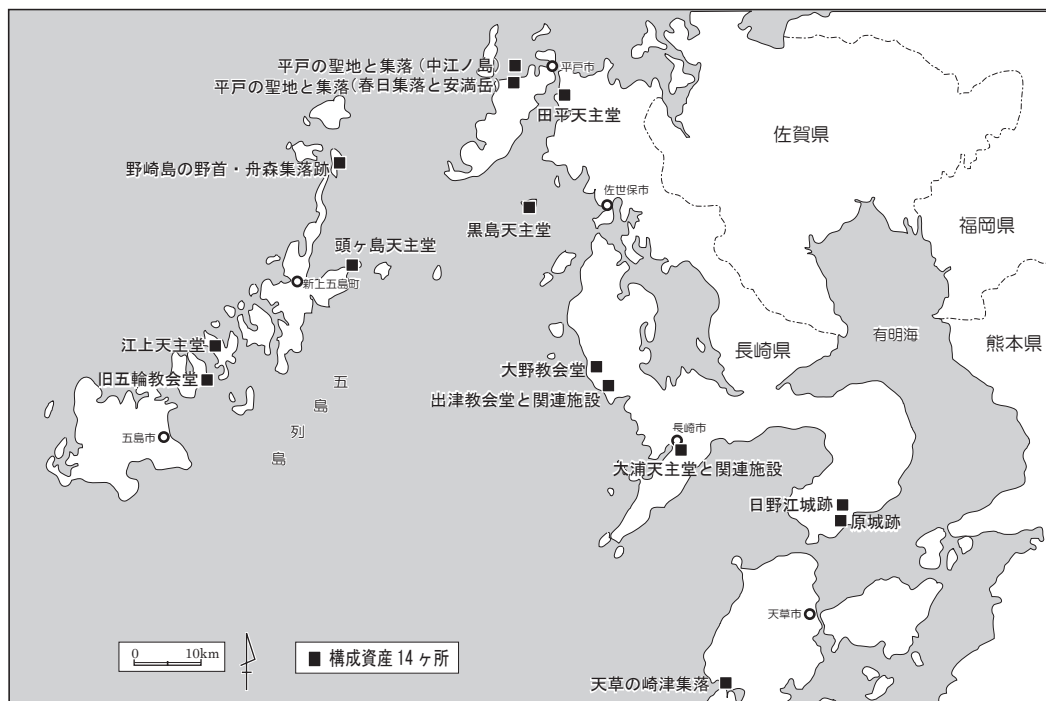 平戸の聖地と集落(中江ノ島)
平戸市
平戸の聖地と集落(春日集落と安満岳)
田平天主堂
佐賀県
野崎島の野首・舟森集落跡
佐世保市
黒島天主堂
福岡県
頭ヶ島天主堂
新上五島町
有明海
熊本県
江上天主堂
長崎県
大野教会堂
旧五輪教会堂
出津教会堂と関連施設
五島列島
五島市
長崎市
大浦天主堂と関連施設
日野江城跡
原城跡
天草市
0 10km
構成資産14ヶ所
天草の崎津集落